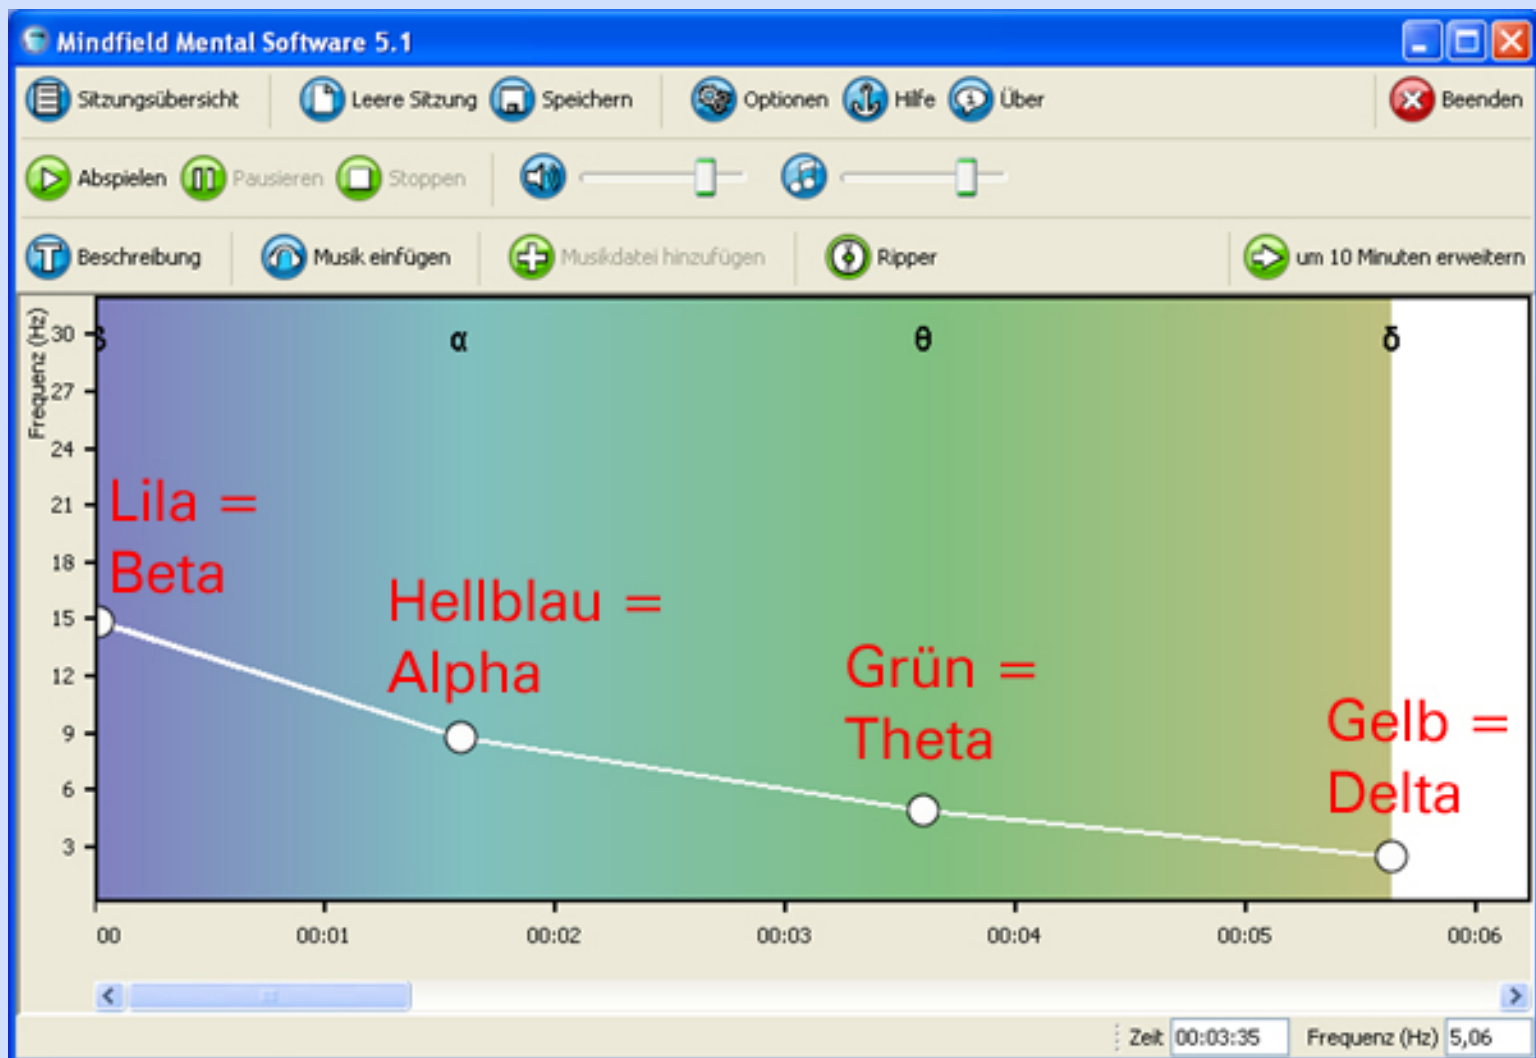 Mindfield Mental Software 5.1
Sitzungsübersicht Leere Sitzung Speichern Optionen Hilfe Über Beenden
Abspielen Pausieren Stoppen
Beschreibung Musik einfügen Musikdatei hinzufügen Ripper um 10 Minuten erweitern
Frequenz (Hz)
30
27
24
21
18
15
12
9
6
3
ß α θ δ
Lila =
Beta
Hellblau =
Alpha
Grün =
Theta
Gelb =
Delta
00 00:01 00:02 00:03 00:04 00:05 00:06
Zeit 00:03:35 Frequenz (Hz) 5,06